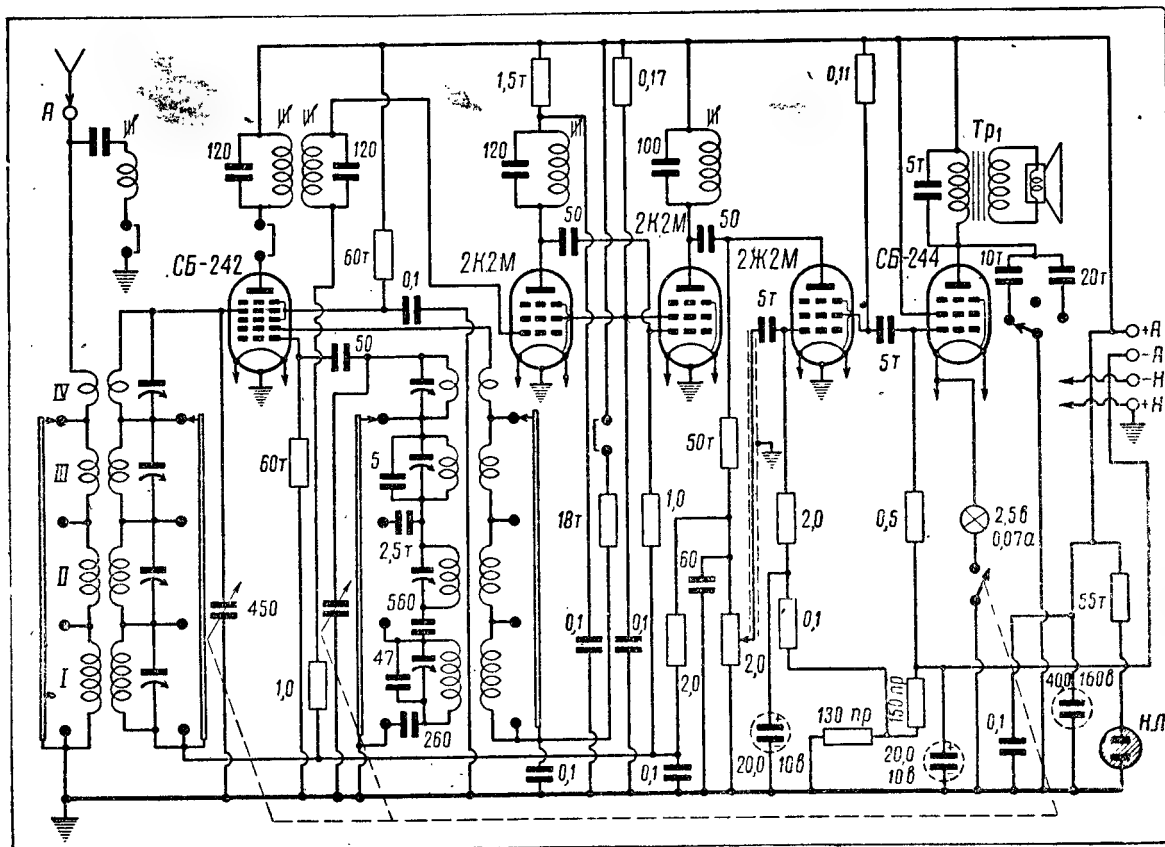 А
120
120
1,5т
0,17
120
100
0,11
Тр₁
5т
50
2К2М
50
60т
СБ-242
0,1
2К2М
2Ж2М
СБ-244
10т
20т
5т
5т
50
+А
-А
-Н
+Н
IV
III
II
I
60т
5
2,5т
560
47
260
450
1,0
18т
1,0
50т
60
2,0
0,5
2,5в
0,07а
55т
0,1
0,1
0,1
0,1
2,0
2,0
0,1
20,0
10в
130 пр
150 пр
20,0
10в
0,1
400
160в
НЛ